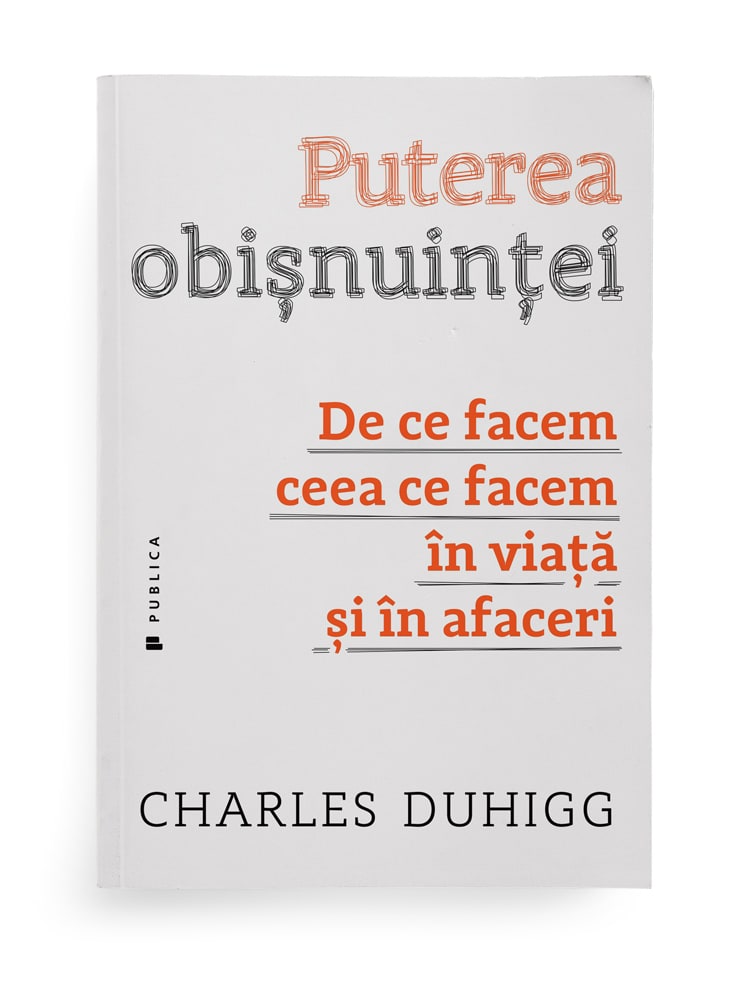 Puterea
obișnuinței
De ce facem
ceea ce facem
în viață
și în afaceri
PUBLICA
CHARLES DUHIGG